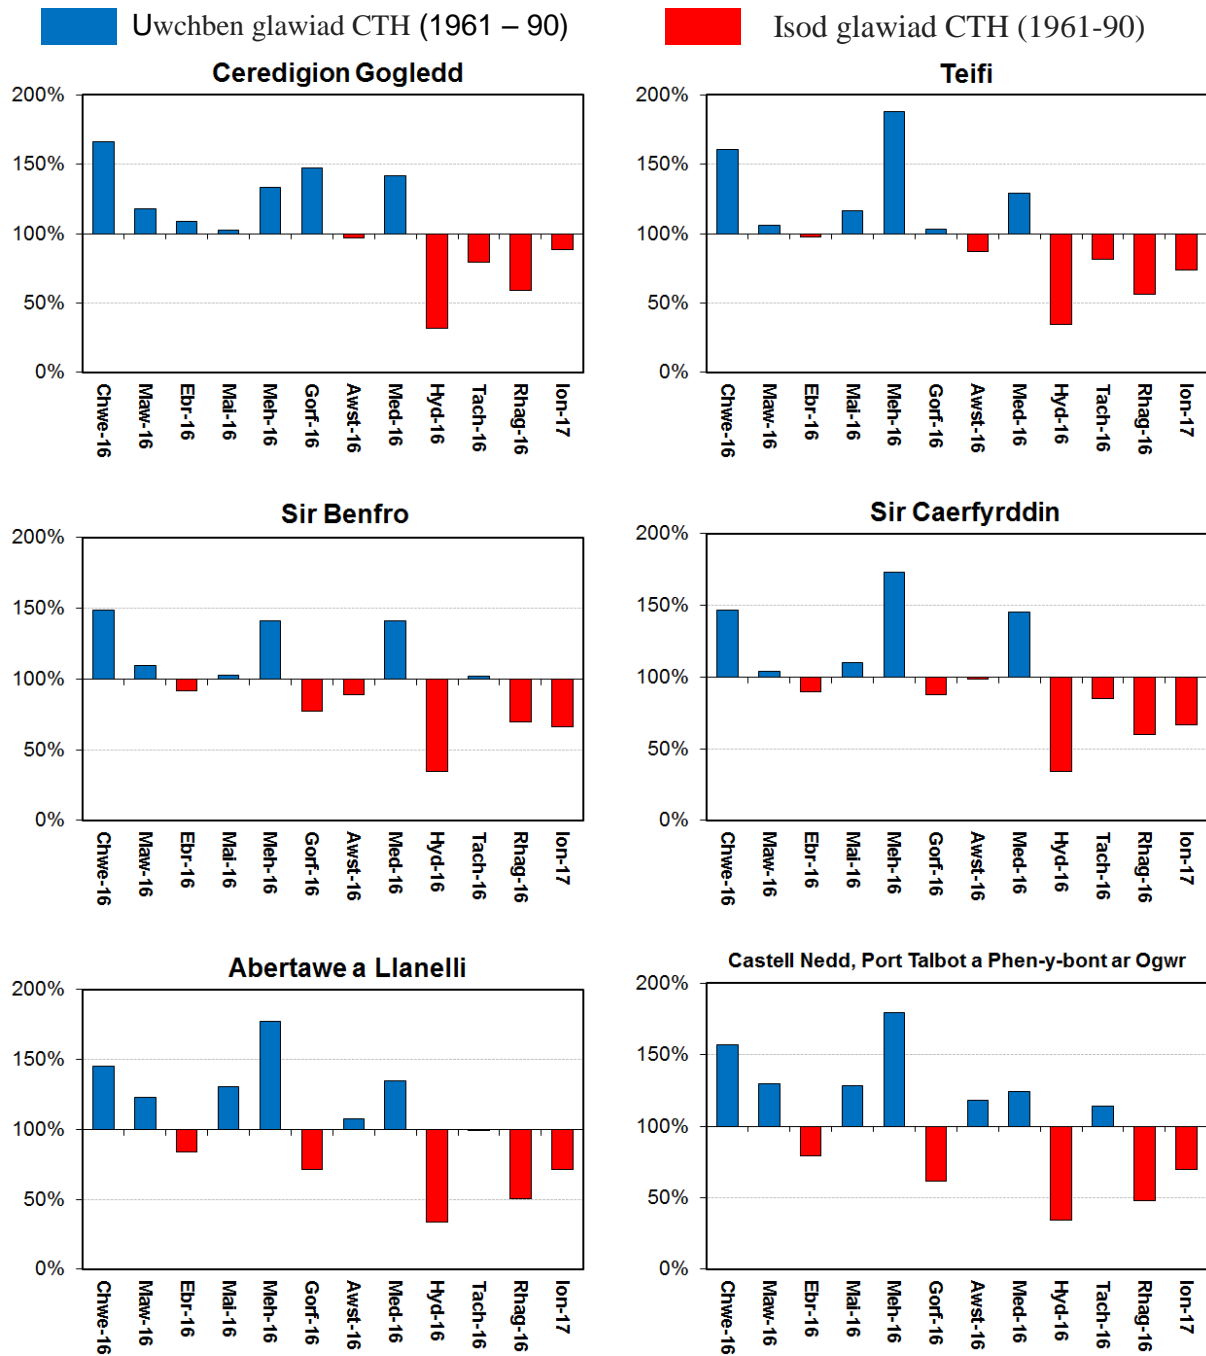 Uwchben glawiad CTH (1961 – 90)
Isod glawiad CTH (1961-90)
Ceredigion Gogledd
200%
150%
100%
50%
0%
Chwe-16
Maw-16
Ebr-16
Mai-16
Meh-16
Gorf-16
Awst-16
Med-16
Hyd-16
Tach-16
Rhag-16
Ion-17
Teifi
200%
150%
100%
50%
0%
Chwe-16
Maw-16
Ebr-16
Mai-16
Meh-16
Gorf-16
Awst-16
Med-16
Hyd-16
Tach-16
Rhag-16
Ion-17
Sir Benfro
200%
150%
100%
50%
0%
Chwe-16
Maw-16
Ebr-16
Mai-16
Meh-16
Gorf-16
Awst-16
Med-16
Hyd-16
Tach-16
Rhag-16
Ion-17
Sir Caerfyrddin
200%
150%
100%
50%
0%
Chwe-16
Maw-16
Ebr-16
Mai-16
Meh-16
Gorf-16
Awst-16
Med-16
Hyd-16
Tach-16
Rhag-16
Ion-17
Abertawe a Llanelli
200%
150%
100%
50%
0%
Chwe-16
Maw-16
Ebr-16
Mai-16
Meh-16
Gorf-16
Awst-16
Med-16
Hyd-16
Tach-16
Rhag-16
Ion-17
Castell Nedd, Port Talbot a Phen-y-bont ar Ogwr
200%
150%
100%
50%
0%
Chwe-16
Maw-16
Ebr-16
Mai-16
Meh-16
Gorf-16
Awst-16
Med-16
Hyd-16
Tach-16
Rhag-16
Ion-17